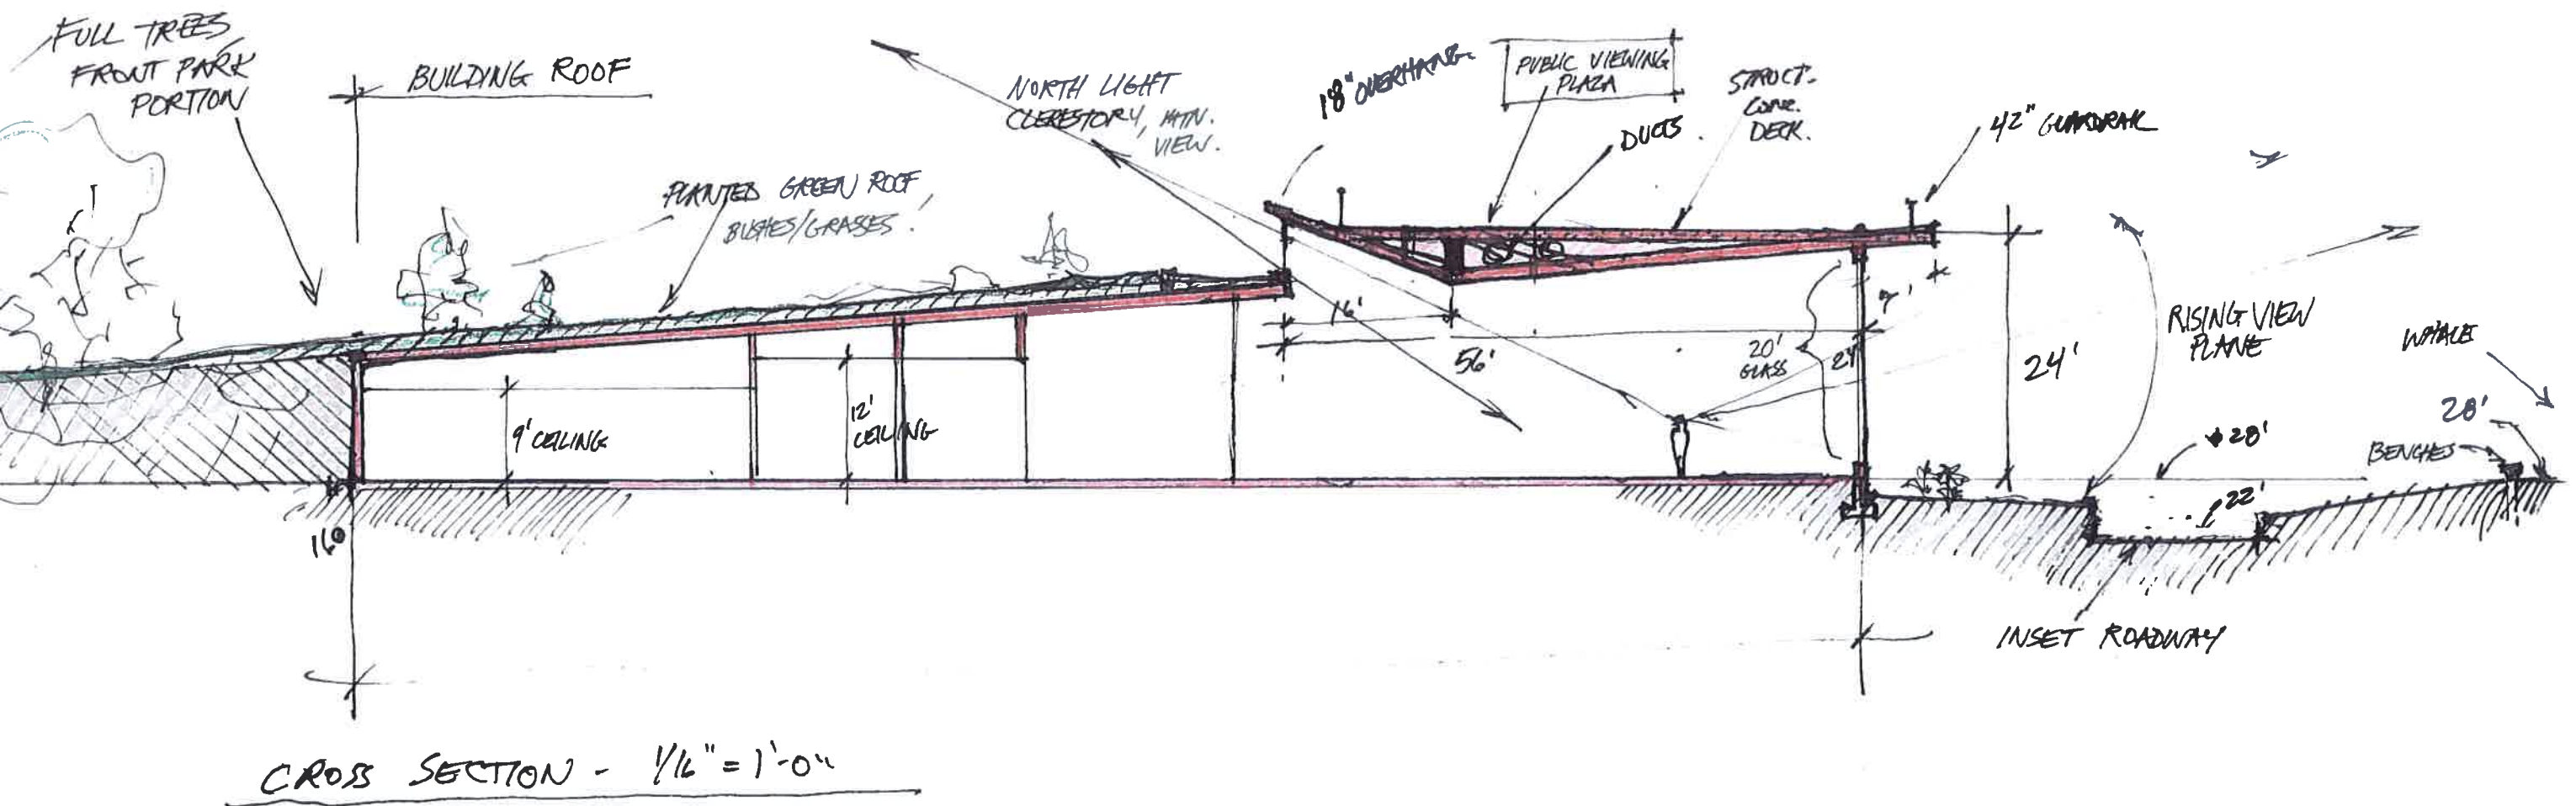 FULL TREES
FRONT PARK
PORTION
BUILDING ROOF
PLANTED GREEN ROOF
BUSHES/GRASSES!
NORTH LIGHT
CLERESTORY, MTN.
VIEW.
18" OVERHANG
PUBLIC VIEWING
PLAZA
DUCTS.
STRUCT.
CONC.
DECK.
42" GUARDRAIL
16'
56'
7'
20'
GLASS
24'
RISING VIEW
PLANE
WHALE
28'
28'
BENCHES
22'
9' CEILING
12'
CEILING
INSET ROADWAY
CROSS SECTION - 1/16" = 1'-0"